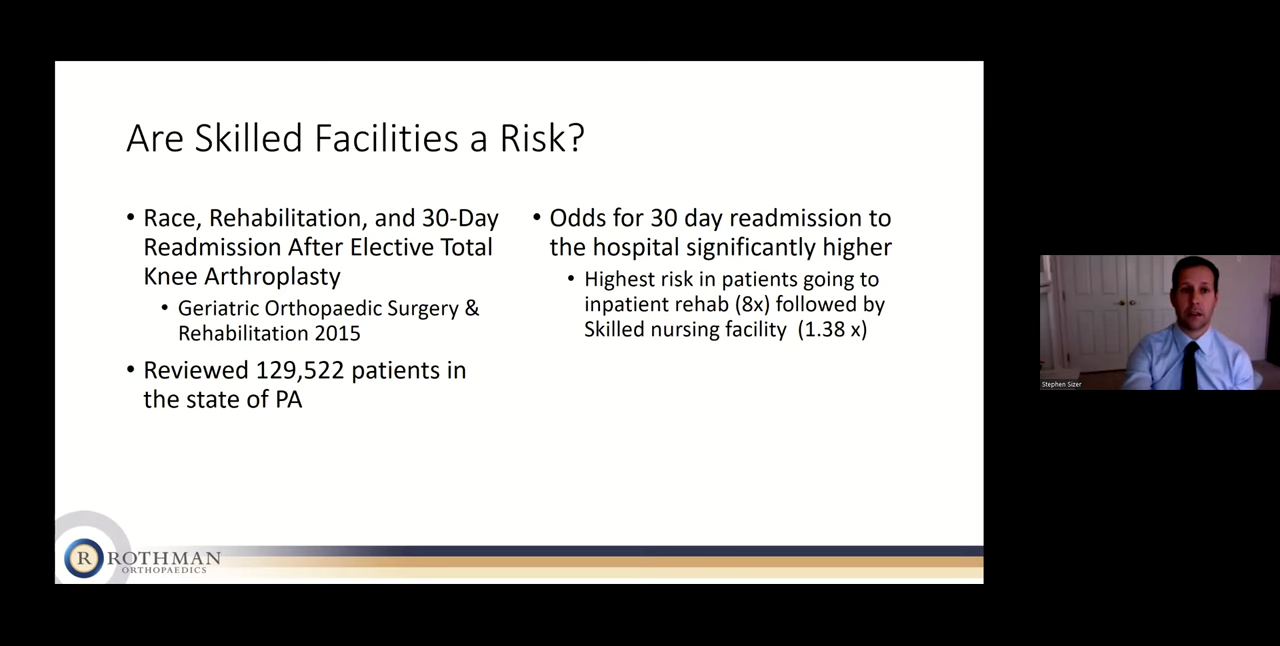 Are Skilled Facilities a Risk?
• Race, Rehabilitation, and 30-Day
Readmission After Elective Total
Knee Arthroplasty
• Geriatric Orthopaedic Surgery &
Rehabilitation 2015
• Reviewed 129,522 patients in
the state of PA
• Odds for 30 day readmission to
the hospital significantly higher
• Highest risk in patients going to
inpatient rehab (8x) followed by
Skilled nursing facility (1.38 x)
R ROTHMAN
ORTHOPAEDICS
Stephen Sizer